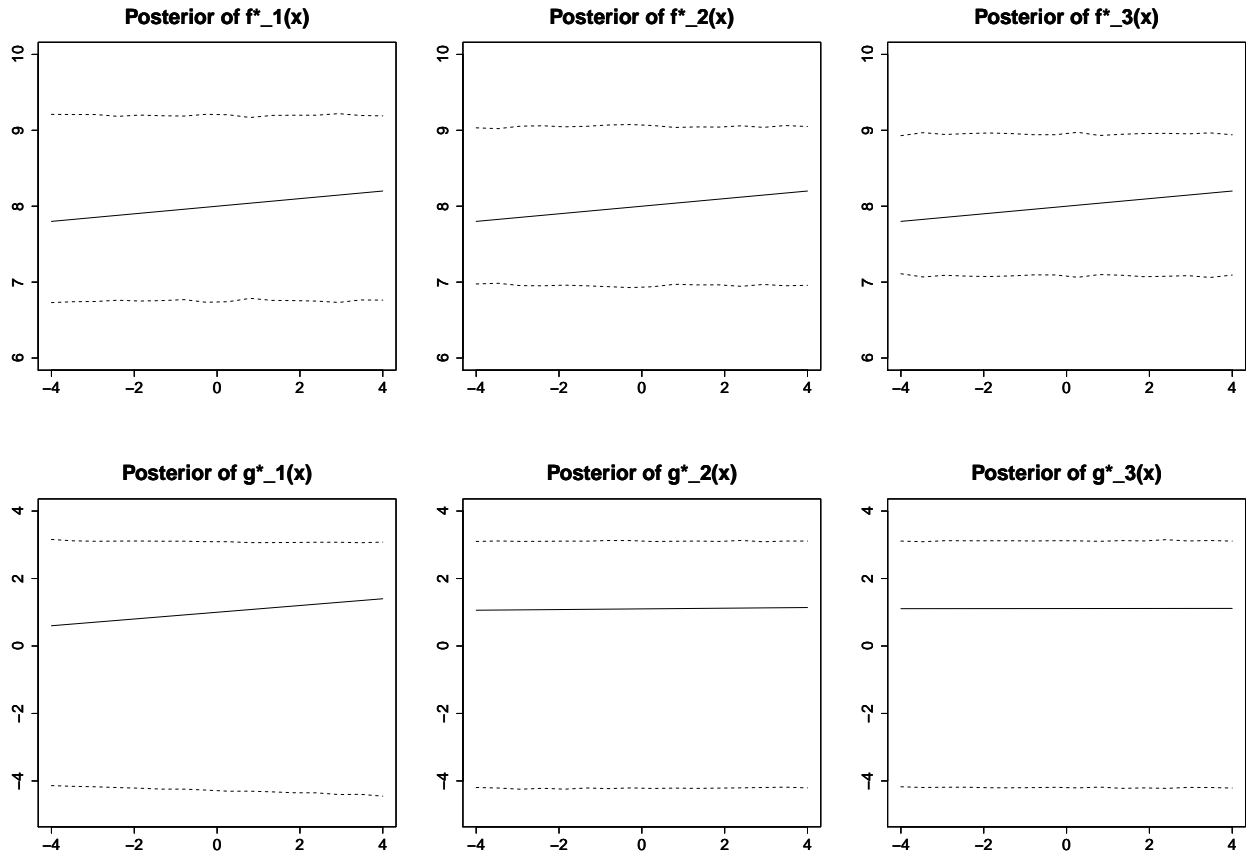 Posterior of f*_1(x)
Posterior of f*_2(x)
Posterior of f*_3(x)
10
9
8
7
6
−4 −2 0 2 4
10
9
8
7
6
−4 −2 0 2 4
10
9
8
7
6
−4 −2 0 2 4
Posterior of g*_1(x)
Posterior of g*_2(x)
Posterior of g*_3(x)
4
2
0
−2
−4
−4 −2 0 2 4
4
2
0
−2
−4
−4 −2 0 2 4
4
2
0
−2
−4
−4 −2 0 2 4